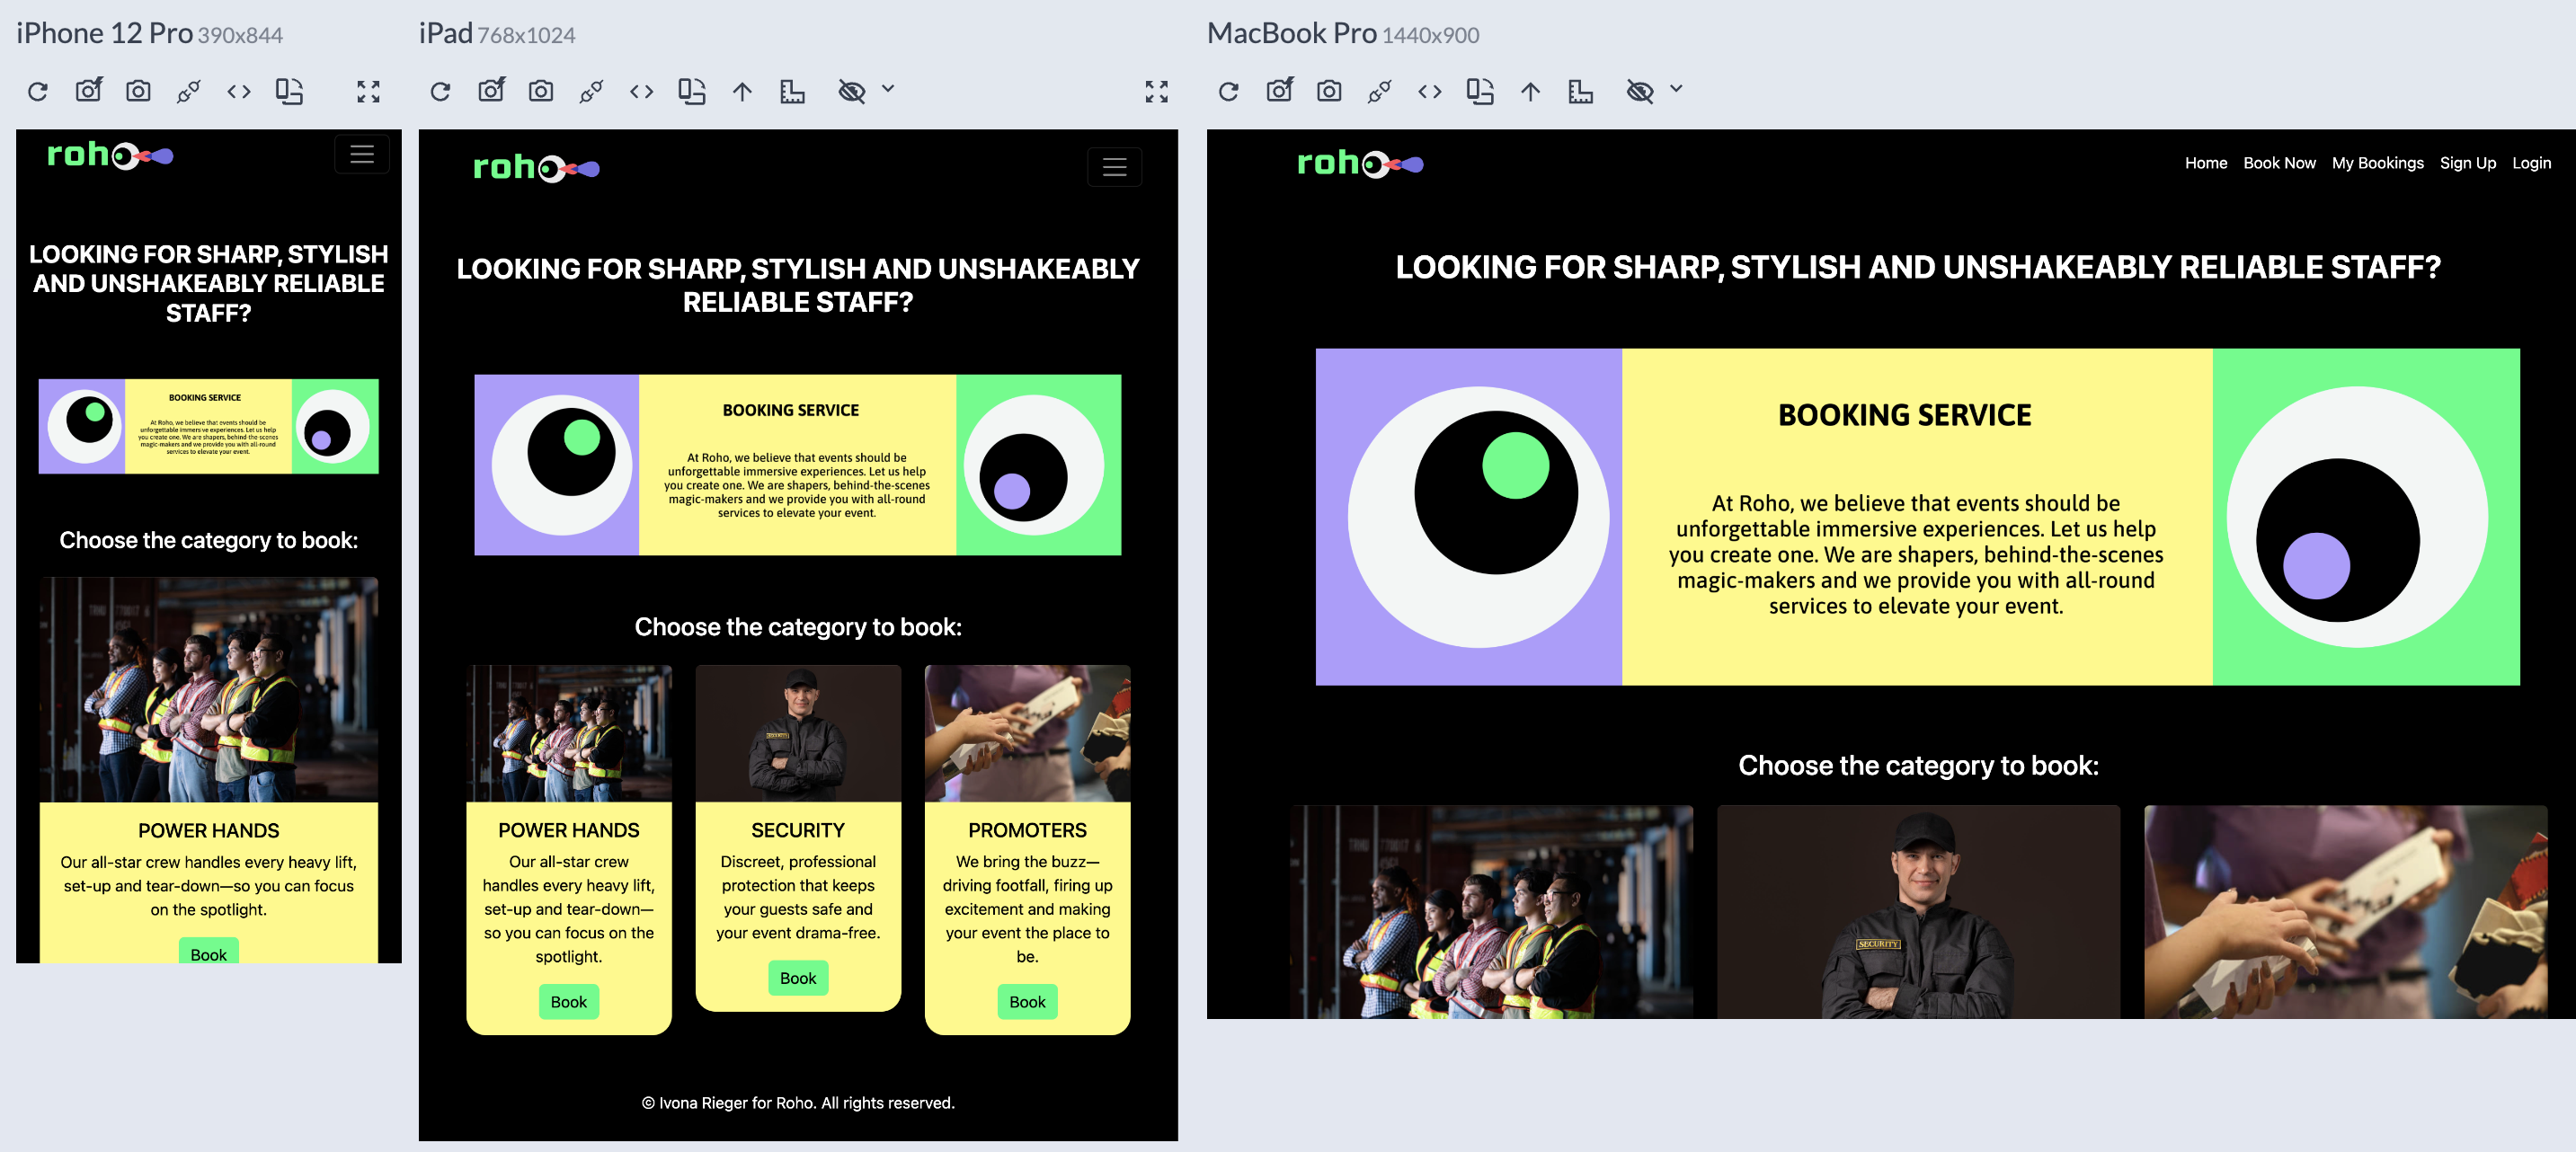 iPhone 12 Pro 390x844
roho
LOOKING FOR SHARP, STYLISH
AND UNSHAKEABLY RELIABLE
STAFF?
BOOKING SERVICE
At Roho, we believe that events should be
unforgettable immersive experiences. Let us help
you create one. We are shapers, behind-the-scenes
magic-makers and we provide you with all-round
services to elevate your event.
Choose the category to book:
POWER HANDS
Our all-star crew handles every heavy lift,
set-up and tear-down—so you can focus
on the spotlight.
Book
iPad 768x1024
roho
LOOKING FOR SHARP, STYLISH AND UNSHAKEABLY
RELIABLE STAFF?
BOOKING SERVICE
At Roho, we believe that events should be
unforgettable immersive experiences. Let us help
you create one. We are shapers, behind-the-scenes
magic-makers and we provide you with all-round
services to elevate your event.
Choose the category to book:
POWER HANDS
Our all-star crew
handles every heavy lift,
set-up and tear-down—
so you can focus on the
spotlight.
Book
SECURITY
SECURITY
Discreet, professional
protection that keeps
your guests safe and
your event drama-free.
Book
PROMOTERS
We bring the buzz—
driving footfall, firing up
excitement and making
your event the place to
be.
Book
© Ivona Rieger for Roho. All rights reserved.
MacBook Pro 1440x900
roho
Home Book Now My Bookings Sign Up Login
LOOKING FOR SHARP, STYLISH AND UNSHAKEABLY RELIABLE STAFF?
BOOKING SERVICE
At Roho, we believe that events should be
unforgettable immersive experiences. Let us help
you create one. We are shapers, behind-the-scenes
magic-makers and we provide you with all-round
services to elevate your event.
Choose the category to book:
SECURITY